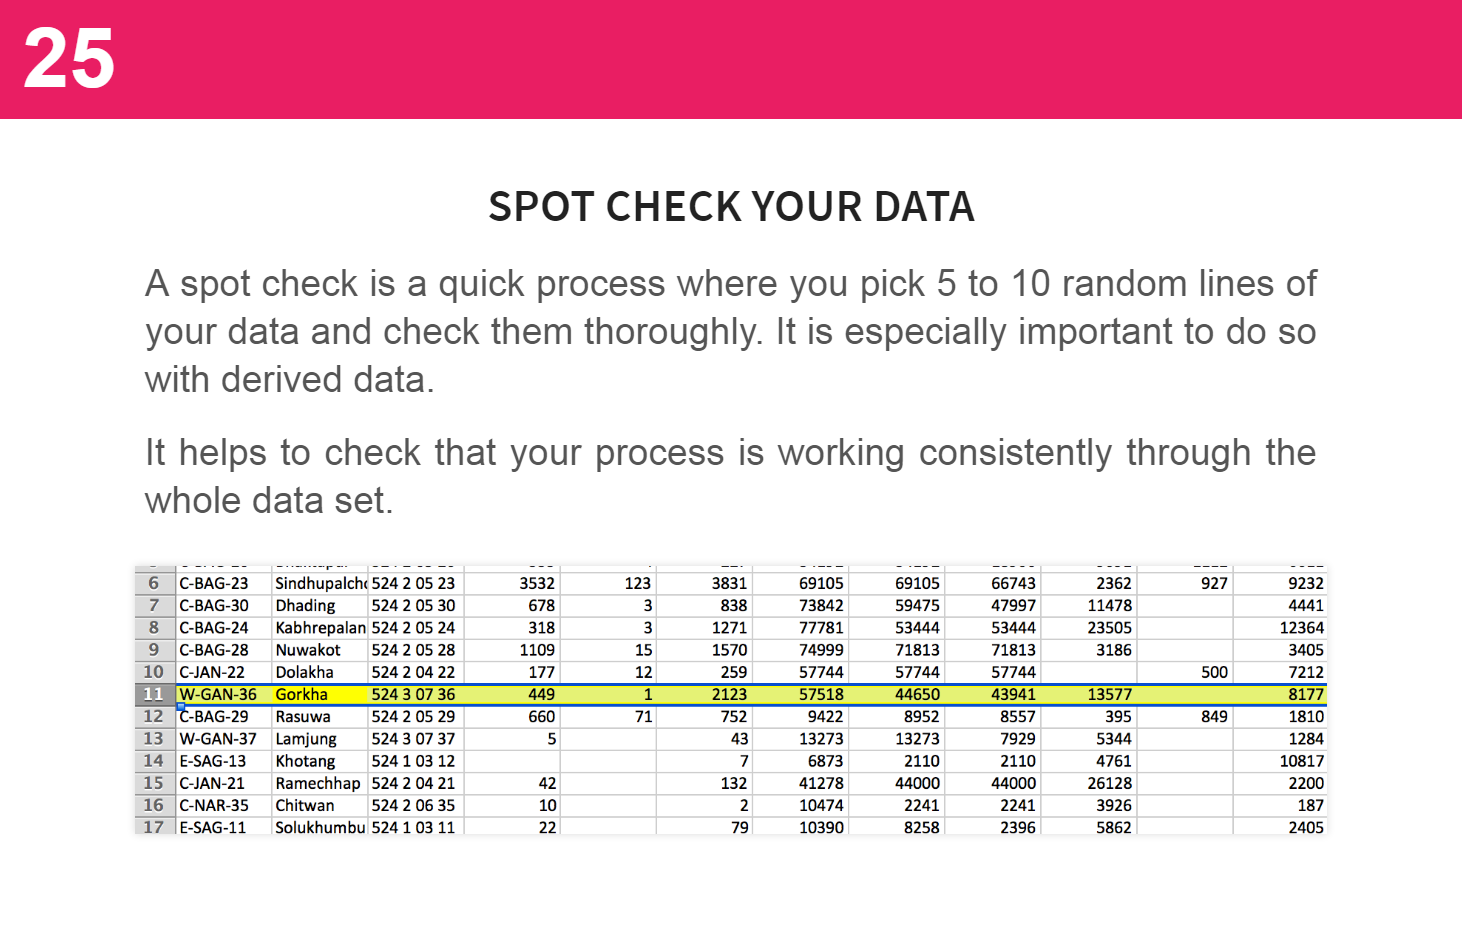 25
SPOT CHECK YOUR DATA
A spot check is a quick process where you pick 5 to 10 random lines of
your data and check them thoroughly. It is especially important to do so
with derived data.
It helps to check that your process is working consistently through the
whole data set.
6 C-BAG-23 Sindhupalch 524 2 05 23 3532 123 3831 69105 69105 66743 2362 927 9232
7 C-BAG-30 Dhading 524 2 05 30 678 3 838 73842 59475 47997 11478 4441
8 C-BAG-24 Kabhrepalan 524 2 05 24 318 3 1271 77781 53444 53444 23505 12364
9 C-BAG-28 Nuwakot 524 2 05 28 1109 15 1570 74999 71813 71813 3186 3405
10 C-JAN-22 Dolakha 524 2 04 22 177 12 259 57744 57744 57744 500 7212
11 W-GAN-36 Gorkha 524 3 07 36 449 1 2123 57518 44650 43941 13577 8177
12 C-BAG-29 Rasuwa 524 2 05 29 660 71 752 9422 8952 8557 395 849 1810
13 W-GAN-37 Lamjung 524 3 07 37 5 43 13273 13273 7929 5344 1284
14 E-SAG-13 Khotang 524 1 03 12 7 6873 2110 2110 4761 10817
15 C-JAN-21 Ramechhap 524 2 04 21 42 132 41278 44000 44000 26128 2200
16 C-NAR-35 Chitwan 524 2 06 35 10 2 10474 2241 2241 3926 187
17 E-SAG-11 Solukhumbu 524 1 03 11 22 79 10390 8258 2396 5862 2405